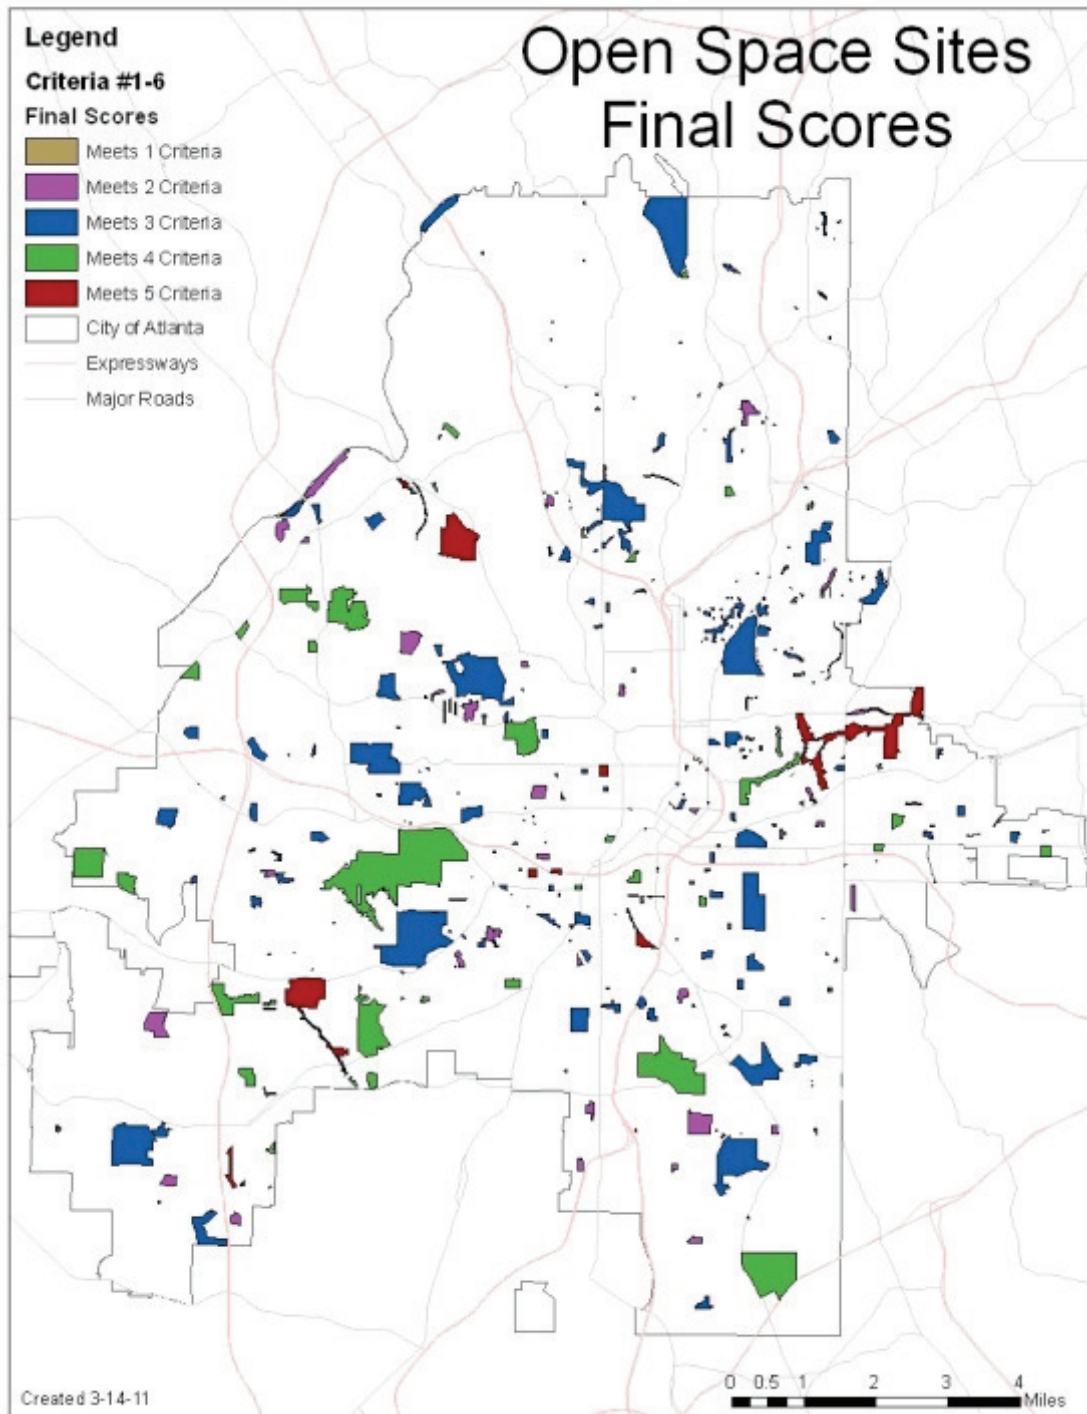 Legend
Criteria #1-6
Final Scores
Meets 1 Criteria
Meets 2 Criteria
Meets 3 Criteria
Meets 4 Criteria
Meets 5 Criteria
City of Atlanta
Expressways
Major Roads
Open Space Sites
Final Scores
Created 3-14-11
0 0.5 1 2 3 4
Miles